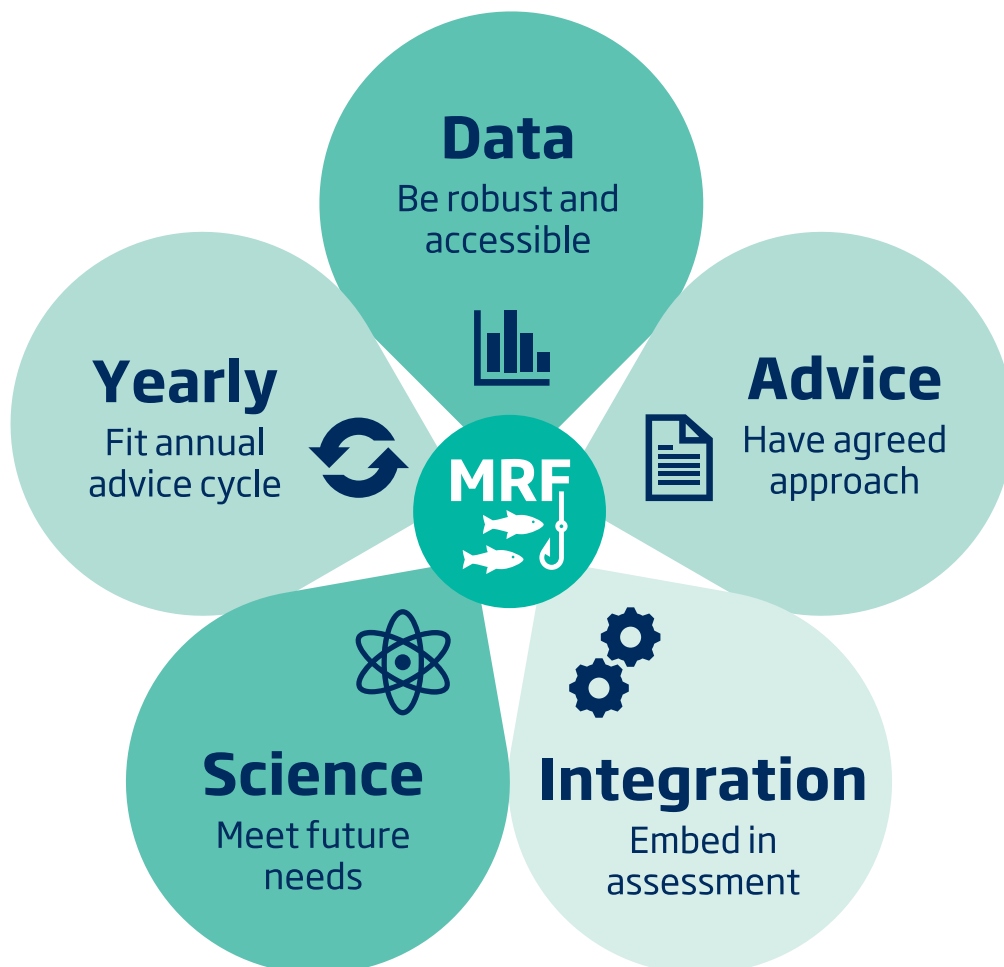 Data
Be robust and
accessible
Yearly
Fit annual
advice cycle
Advice
Have agreed
approach
MRF
Science
Meet future
needs
Integration
Embed in
assessment